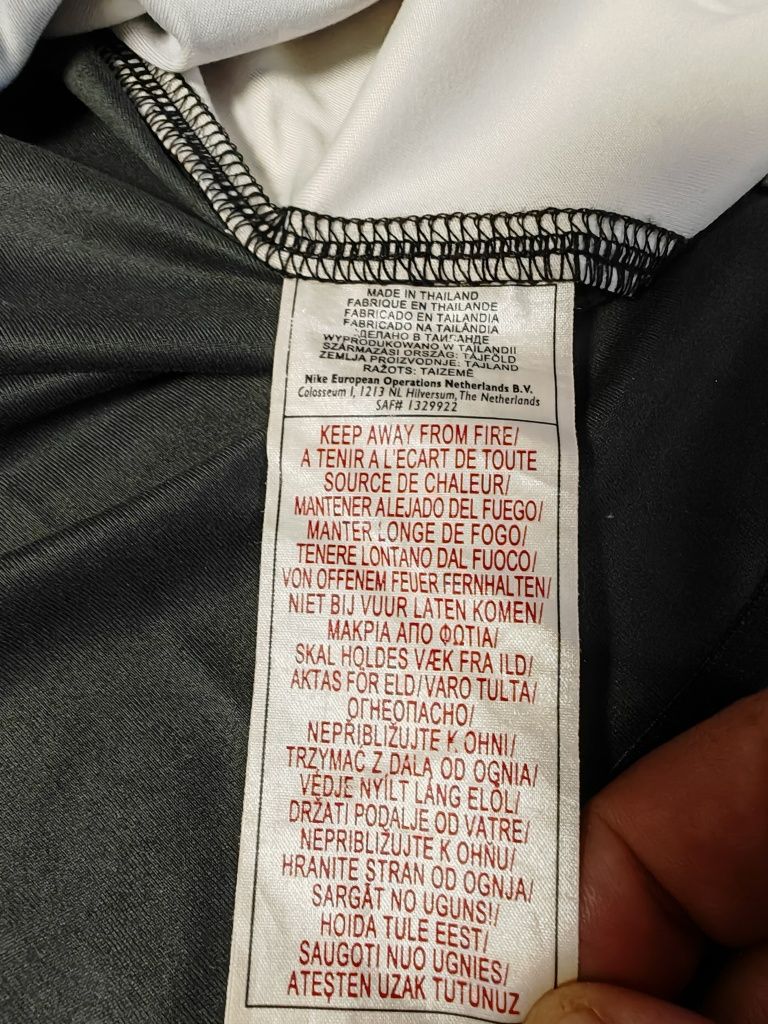 MADE IN THAILAND
FABRIQUE EN THAILANDE
FABRICADO EN TAILANDIA
FABRICADO NA TAILÂNDIA
СДЕЛАНО В ТАИЛАНДЕ
WYPRODUKOWANO W TAJLANDII
SZÁRMAZÁSI ORSZÁG: TAJFÖLD
ZEMLJA PROIZVODNJE: TAJLAND
RAŽOTS: TAIZEMĒ
Nike European Operations Netherlands B.V.
Colosseum I, 1213 NL Hilversum, The Netherlands
SAF# 1329922
KEEP AWAY FROM FIRE/
A TENIR A L'ECART DE TOUTE
SOURCE DE CHALEUR/
MANTENER ALEJADO DEL FUEGO/
MANTER LONGE DE FOGO/
TENERE LONTANO DAL FUOCO/
VON OFFENEM FEUER FERNHALTEN/
NIET BIJ VUUR LATEN KOMEN/
ΜΑΚΡΙΑ ΑΠΟ ΦΩΤΙΑ/
SKAL HOLDES VÆK FRA ILD/
AKTAS FÖR ELD/VARO TULTA/
ОГНЕОПАСНО/
NEPŘIBLIŽUJTE K OHNI/
TRZYMAĆ Z DALA OD OGNIA/
VÉDJE NYÍLT LÁNG ELŐL/
DRŽATI PODALJE OD VATRE/
NEPRIBLIŽUJTE K OHŇU/
HRANITE STRAN OD OGNJA/
SARGĀT NO UGUNS!/
HOIDA TULE EEST/
SAUGOTI NUO UGNIES/
ATEŞTEN UZAK TUTUNUZ